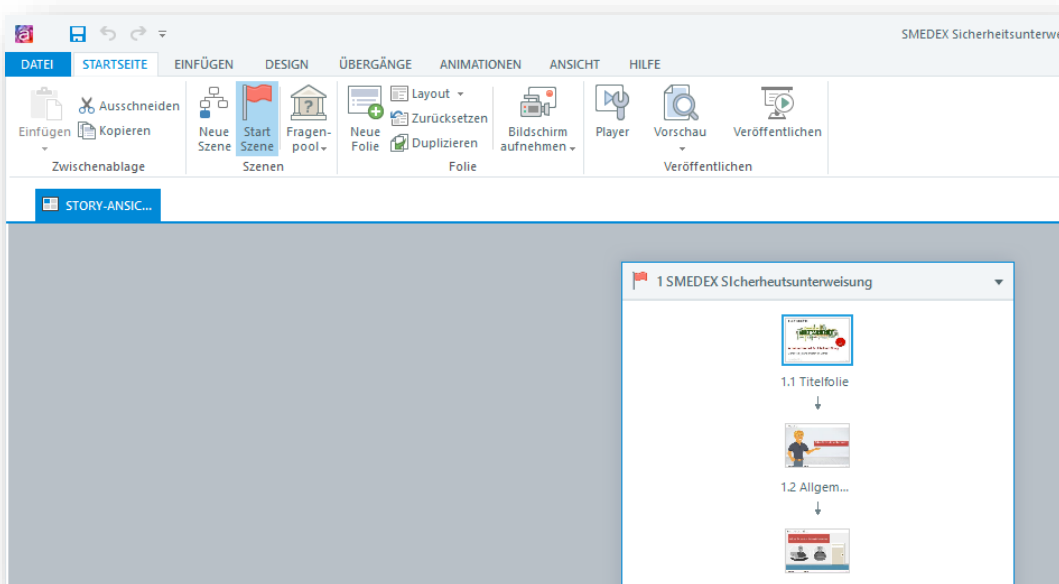 SMEDEX Sicherheitsunterwe
DATEI STARTSEITE EINFÜGEN DESIGN ÜBERGÄNGE ANIMATIONEN ANSICHT HILFE
Einfügen
Ausschneiden
Kopieren
Zwischenablage
Neue
Szene
Start
Szene
Fragen-
pool
Szenen
Neue
Folie
Layout
Zurücksetzen
Duplizieren
Bildschirm
aufnehmen
Folie
Player
Vorschau
Veröffentlichen
Veröffentlichen
STORY-ANSIC...
1 SMEDEX SIcherheutsunterweisung
1.1 Titelfolie
1.2 Allgem...